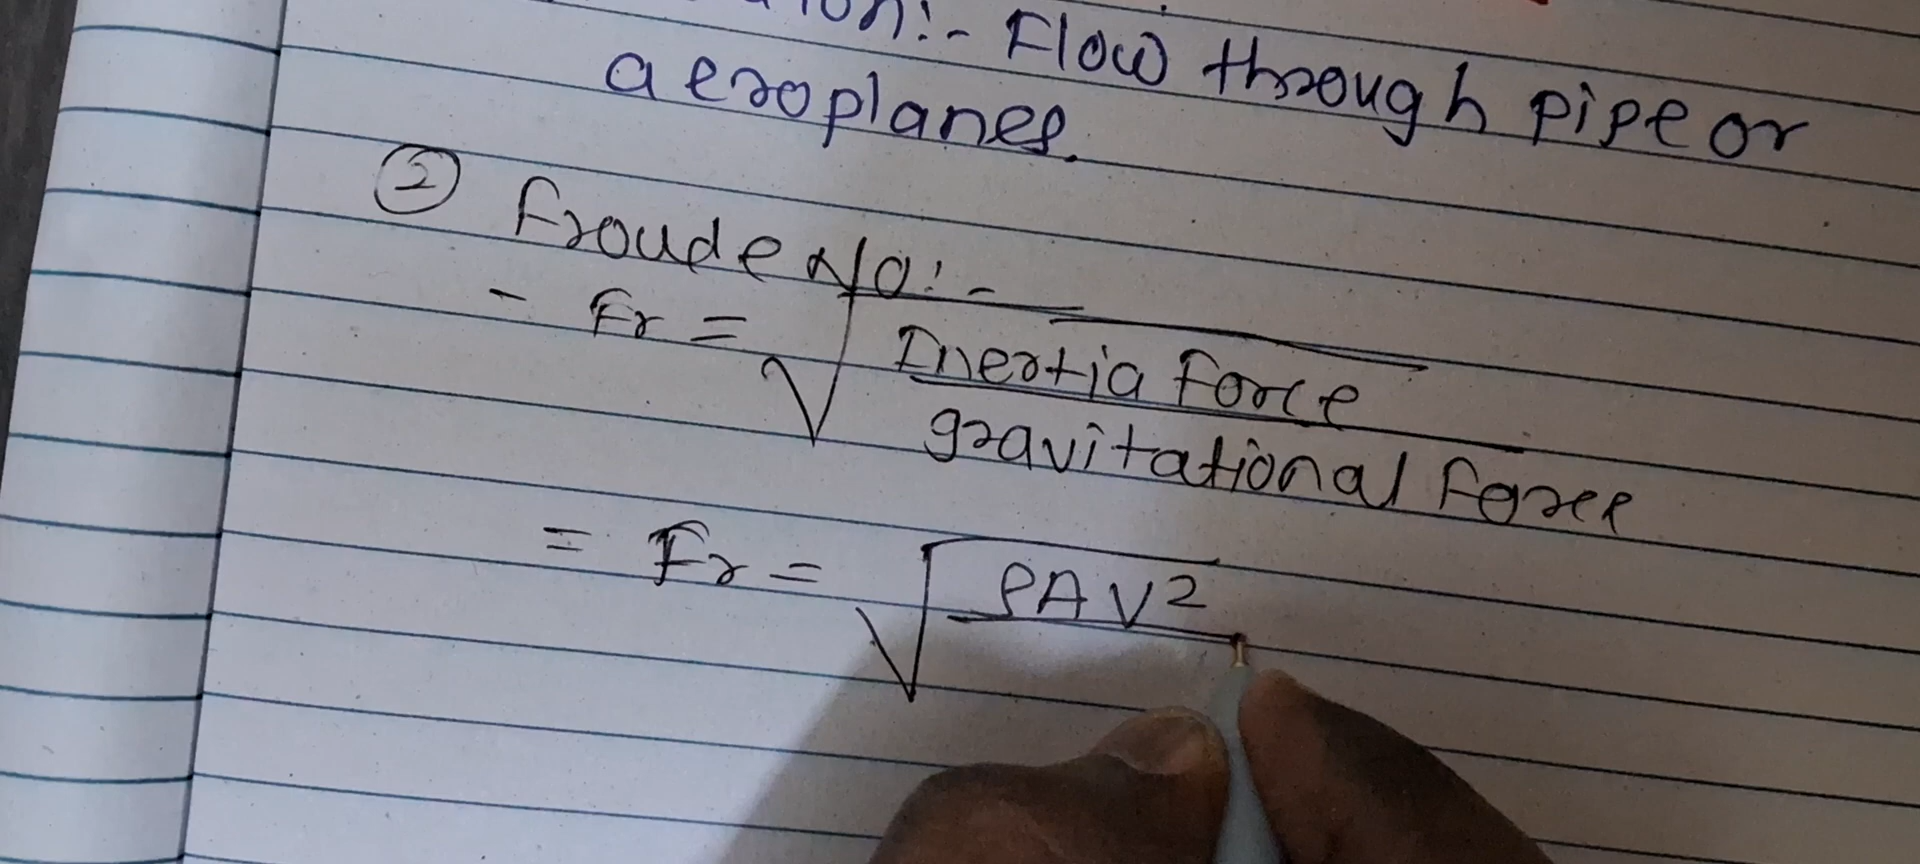 :- Flow through pipe or
aeroplanes.
② Froude No:-
- Fr = √ Inertia force
gravitational force
= Fr = √ ρAV²